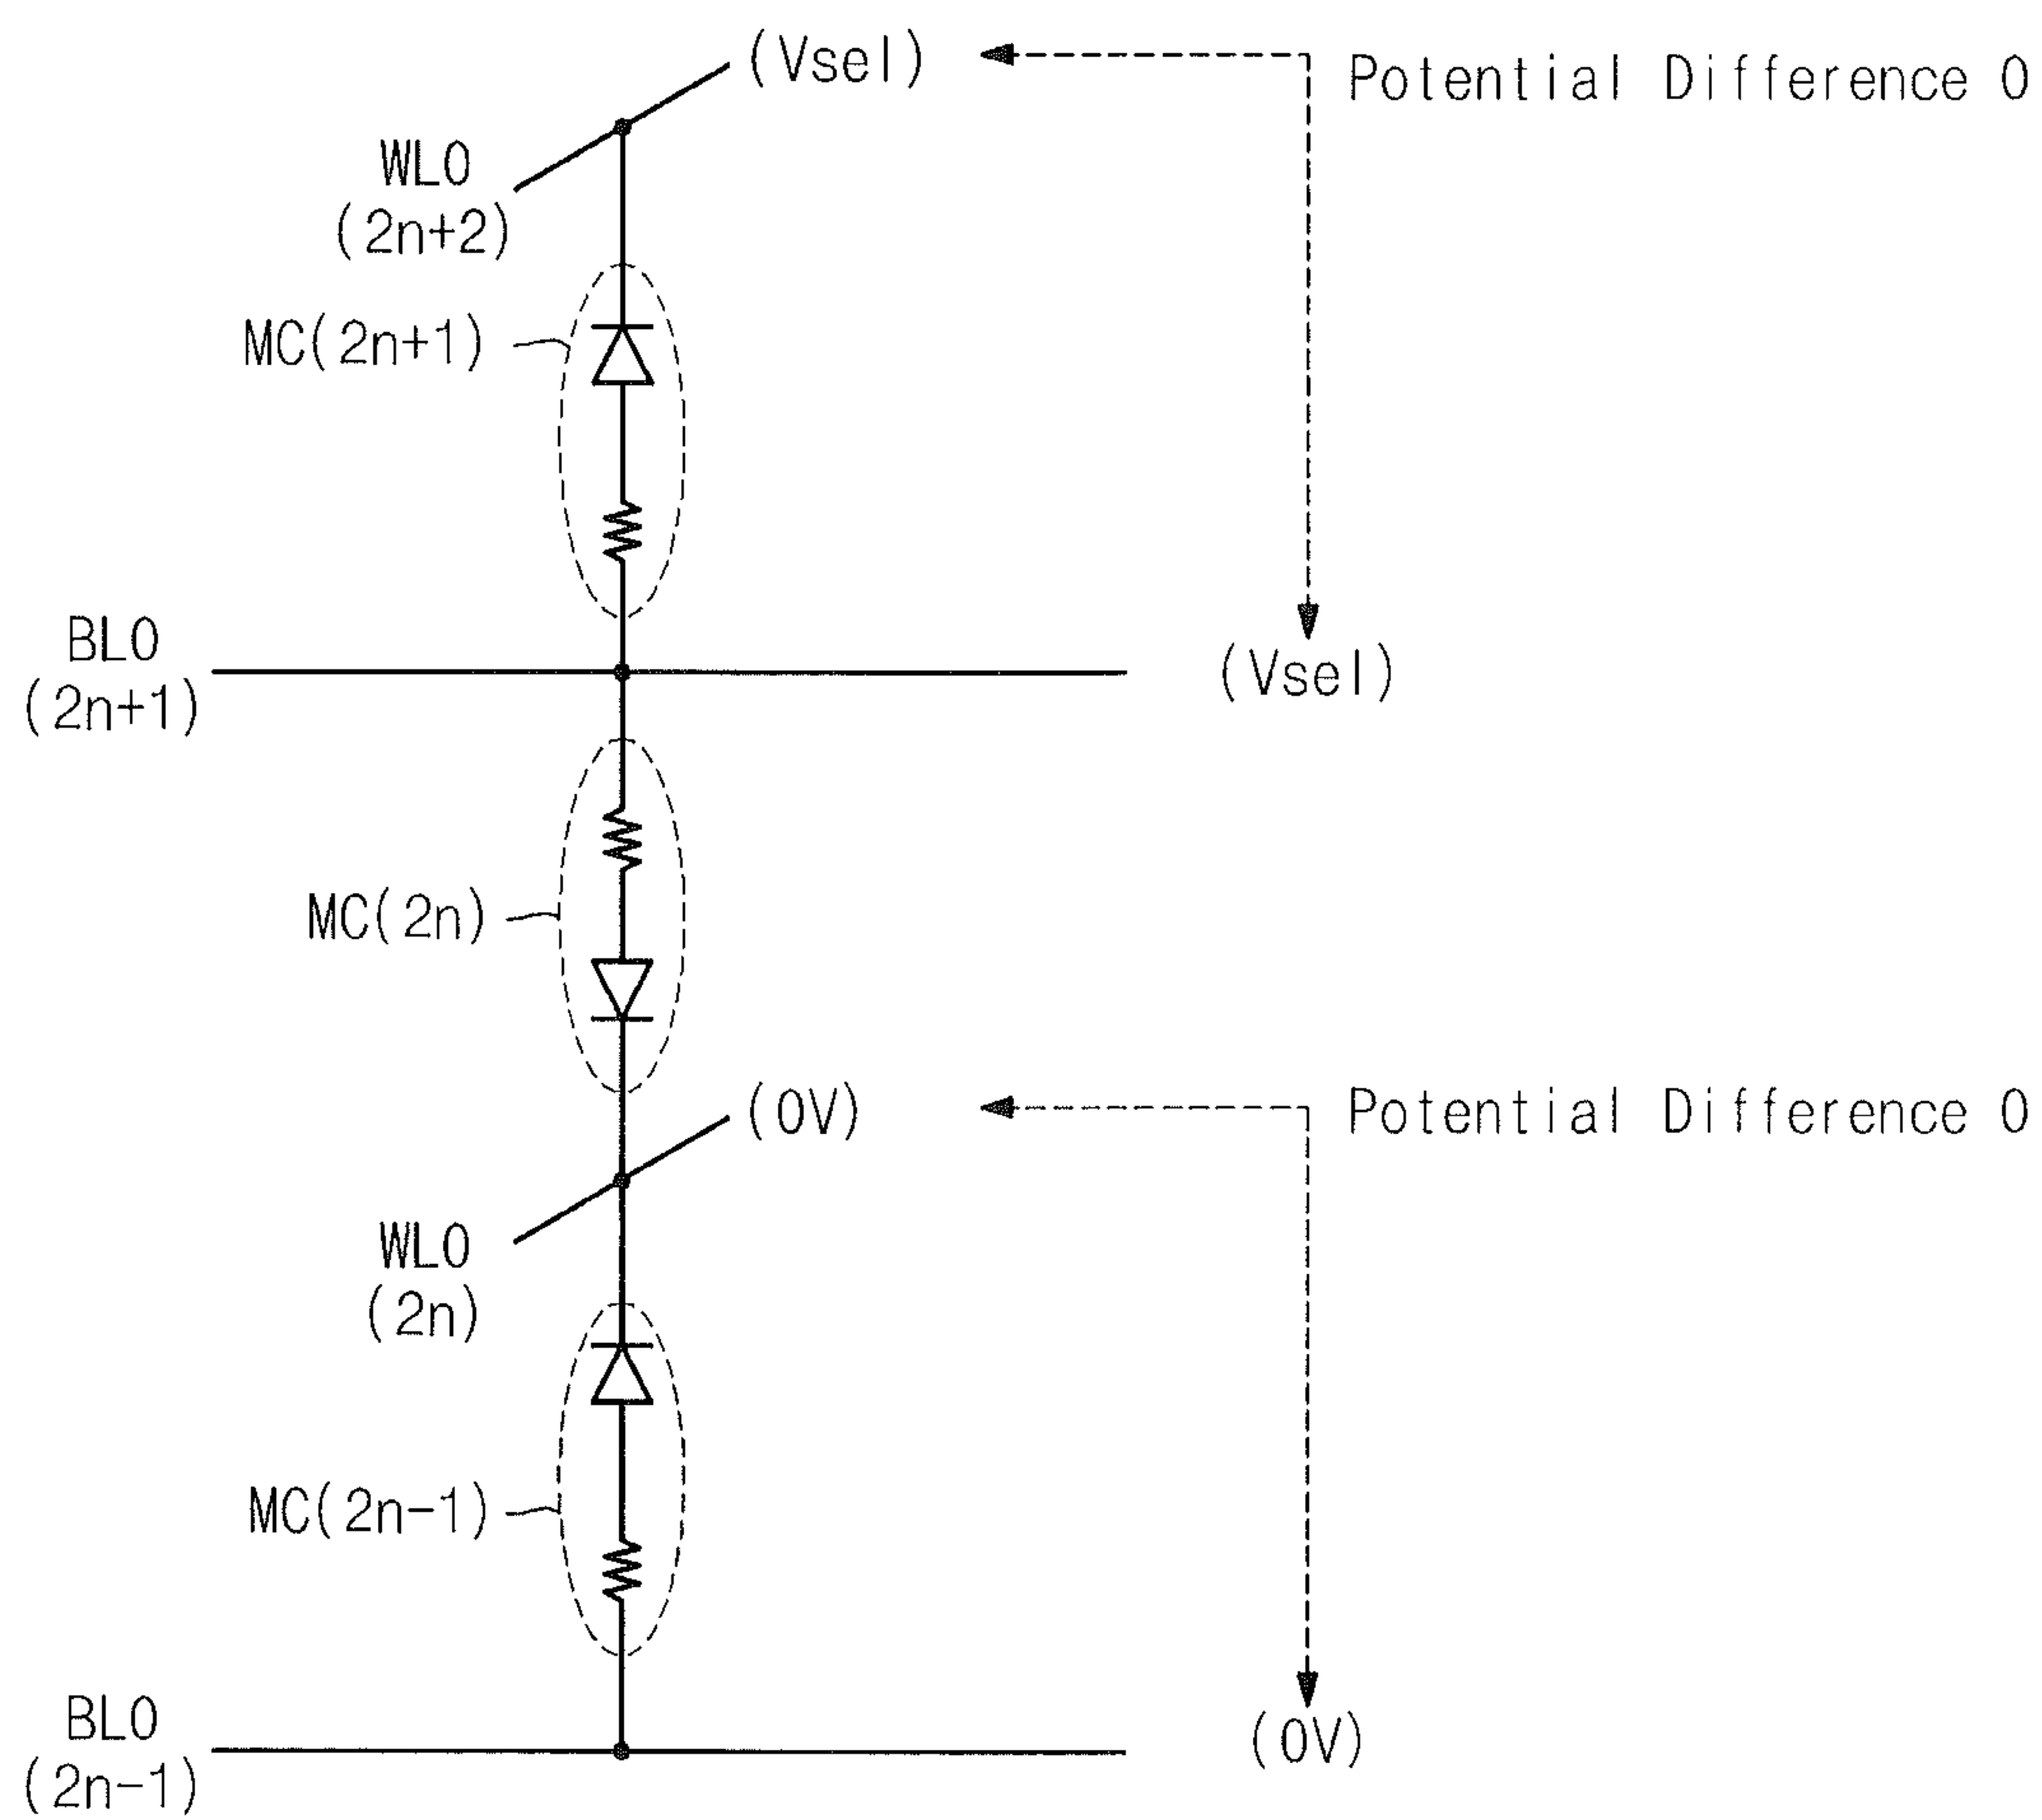 (Vsel)
Potential Difference 0
WL0
(2n+2)
MC(2n+1)
BL0
(2n+1)
(Vsel)
MC(2n)
(0V)
Potential Difference 0
WL0
(2n)
MC(2n-1)
BL0
(2n-1)
(0V)